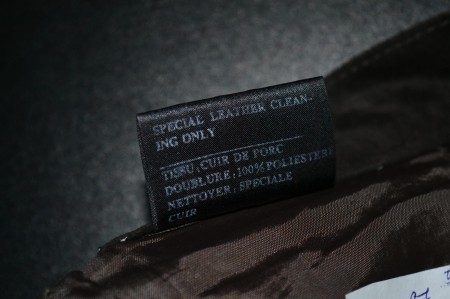 SPECIAL LEATHER CLEAN-
ING ONLY
TISSU:CUIR DE PORC
DOUBLURE:100%POLIESTERE
NETTOYER:SPECIALE
CUIR